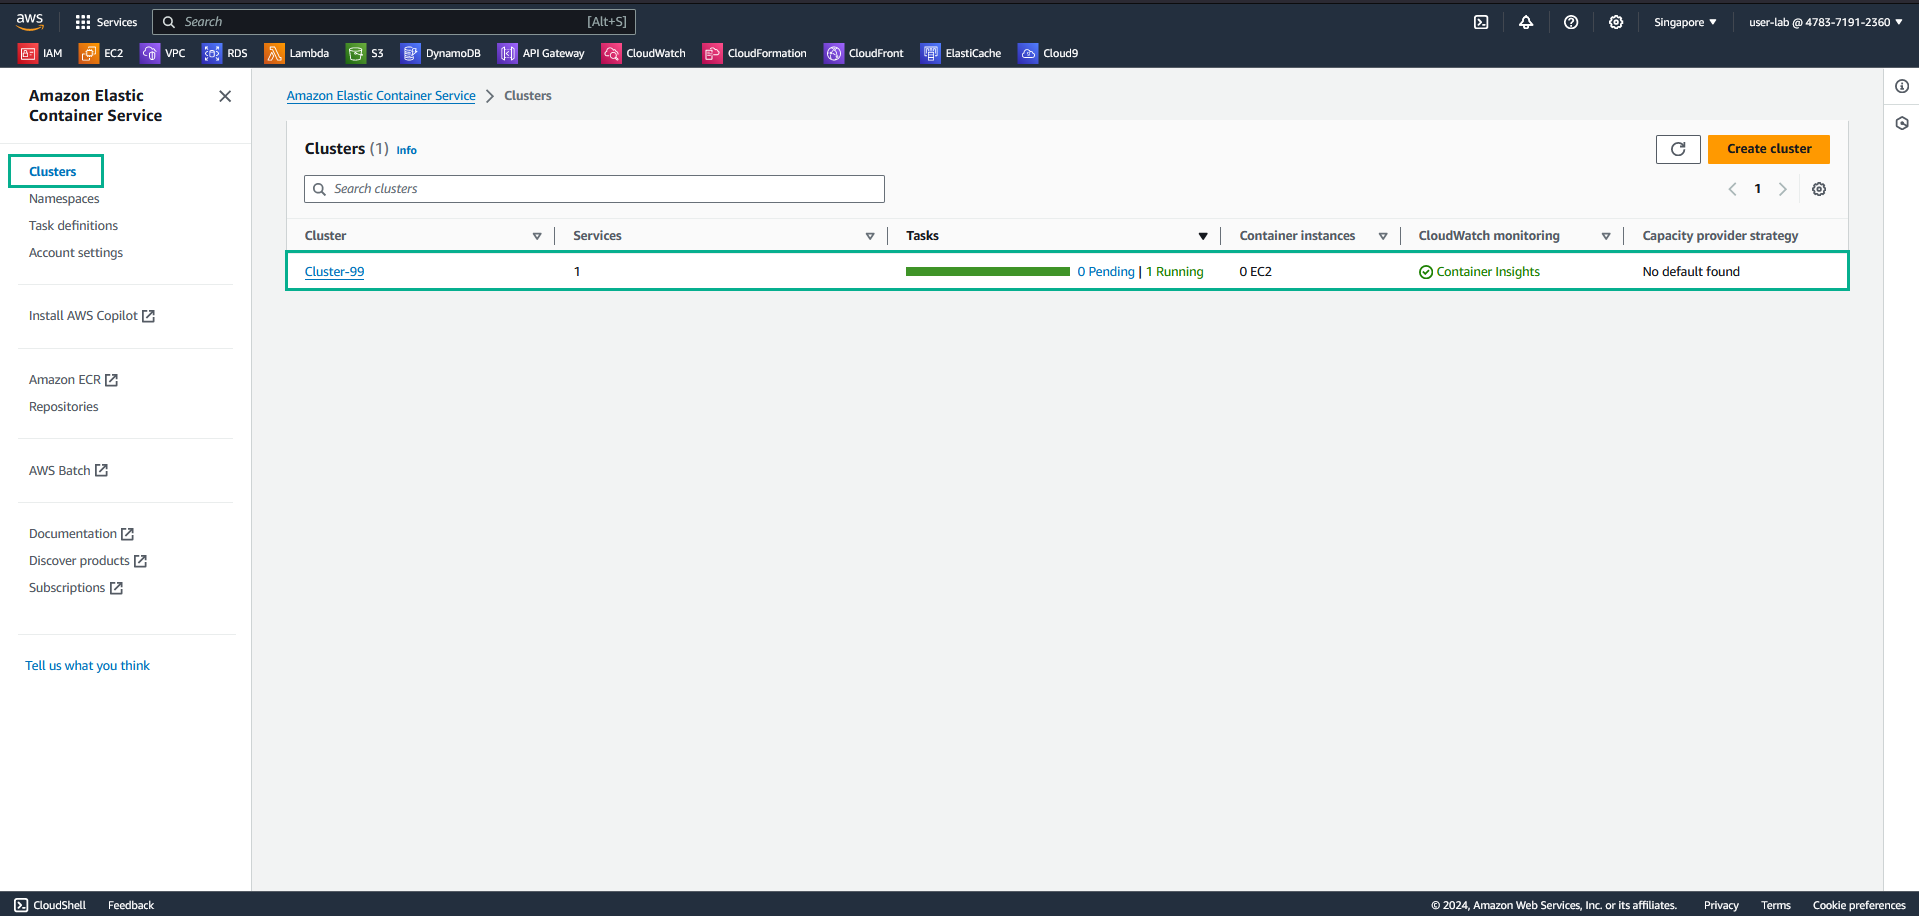 aws
Services
Search
[Alt+S]
Singapore
user-lab @ 4783-7191-2360
IAM
EC2
VPC
RDS
Lambda
S3
DynamoDB
API Gateway
CloudWatch
CloudFormation
CloudFront
ElastiCache
Cloud9
Amazon Elastic
Container Service
Clusters
Namespaces
Task definitions
Account settings
Install AWS Copilot
Amazon ECR
Repositories
AWS Batch
Documentation
Discover products
Subscriptions
Tell us what you think
Amazon Elastic Container Service
Clusters
Clusters (1) Info
Create cluster
Search clusters
1
Cluster
Services
Tasks
Container instances
CloudWatch monitoring
Capacity provider strategy
Cluster-99
1
0 Pending | 1 Running
0 EC2
Container Insights
No default found
CloudShell
Feedback
© 2024, Amazon Web Services, Inc. or its affiliates.
Privacy
Terms
Cookie preferences